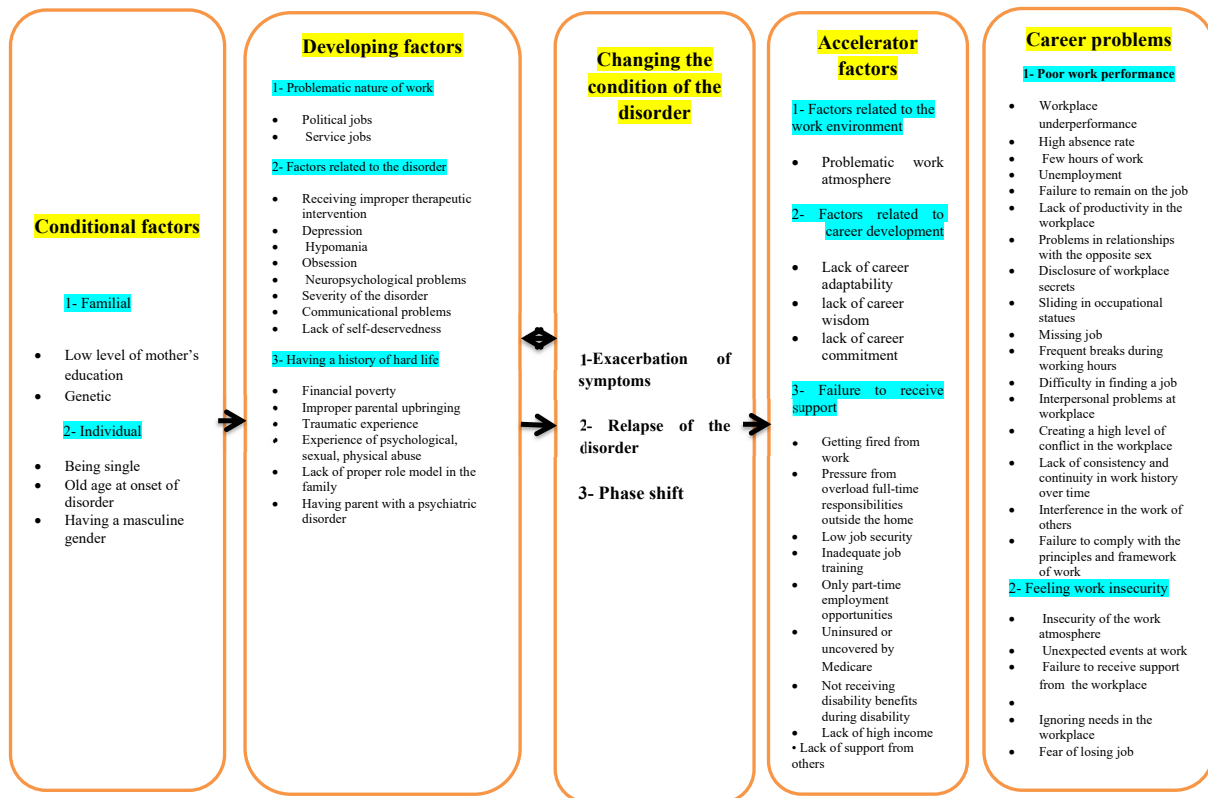 Conditional factors
1- Familial
• Low level of mother's
education
• Genetic
2- Individual
• Being single
• Old age at onset of
disorder
• Having a masculine
gender
Developing factors
1- Problematic nature of work
• Political jobs
• Service jobs
2- Factors related to the disorder
• Receiving improper therapeutic
intervention
• Depression
• Hypomania
• Obsession
• Neuropsychological problems
• Severity of the disorder
• Communicational problems
• Lack of self-deservedness
3- Having a history of hard life
• Financial poverty
• Improper parental upbringing
• Traumatic experience
• Experience of psychological,
sexual, physical abuse
• Lack of proper role model in the
family
• Having parent with a psychiatric
disorder
Changing the
condition of the
disorder
1-Exacerbation of
symptoms
2- Relapse of the
disorder
3- Phase shift
Accelerator
factors
1- Factors related to the
work environment
• Problematic work
atmosphere
2- Factors related to
career development
• Lack of career
adaptability
• lack of career
wisdom
• lack of career
commitment
3- Failure to receive
support
• Getting fired from
work
• Pressure from
overload full-time
responsibilities
outside the home
• Low job security
• Inadequate job
training
• Only part-time
employment
opportunities
• Uninsured or
uncovered by
Medicare
• Not receiving
disability benefits
during disability
• Lack of high income
• Lack of support from
others
Career problems
1- Poor work performance
• Workplace
underperformance
• High absence rate
• Few hours of work
• Unemployment
• Failure to remain on the job
• Lack of productivity in the
workplace
• Problems in relationships
with the opposite sex
• Disclosure of workplace
secrets
• Sliding in occupational
statues
• Missing job
• Frequent breaks during
working hours
• Difficulty in finding a job
• Interpersonal problems at
workplace
• Creating a high level of
conflict in the workplace
• Lack of consistency and
continuity in work history
over time
• Interference in the work of
others
• Failure to comply with the
principles and framework
of work
2- Feeling work insecurity
• Insecurity of the work
atmosphere
• Unexpected events at work
• Failure to receive support
from the workplace
•
• Ignoring needs in the
workplace
• Fear of losing job